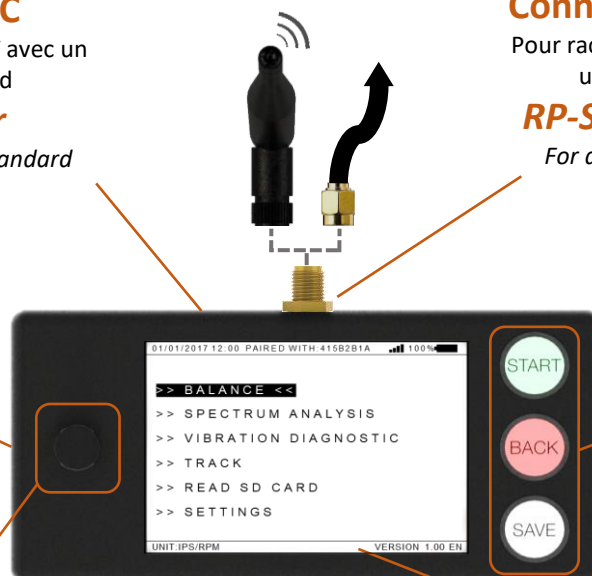 C
avec un
d
r
andard
Conn
Pour rac
u
RP-S
For a
01/01/2017 12:00 PAIRED WITH:415B2B1A 100%
>> BALANCE <<
>> SPECTRUM ANALYSIS
>> VIBRATION DIAGNOSTIC
>> TRACK
>> READ SD CARD
>> SETTINGS
UNIT:IPS/RPM VERSION 1.00 EN
START
BACK
SAVE